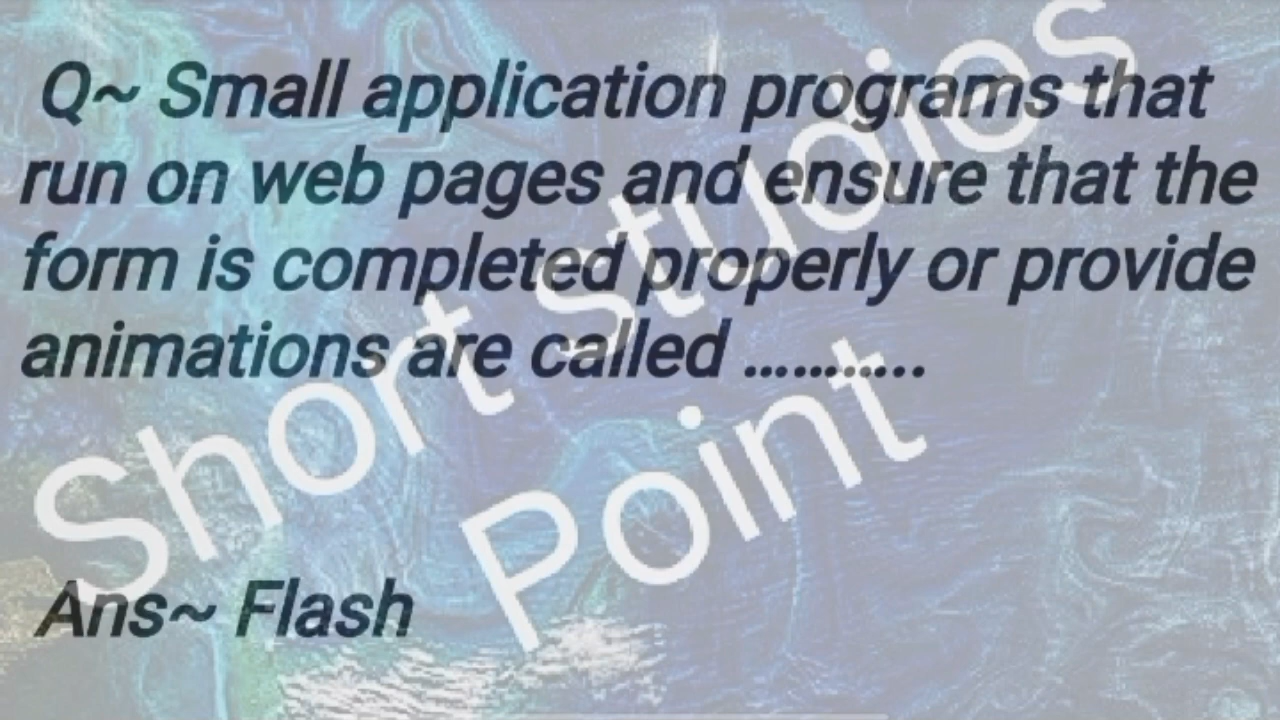 Q~ Small application programs that
run on web pages and ensure that the
form is completed properly or provide
animations are called ………..
Short studios
Point
Ans~ Flash